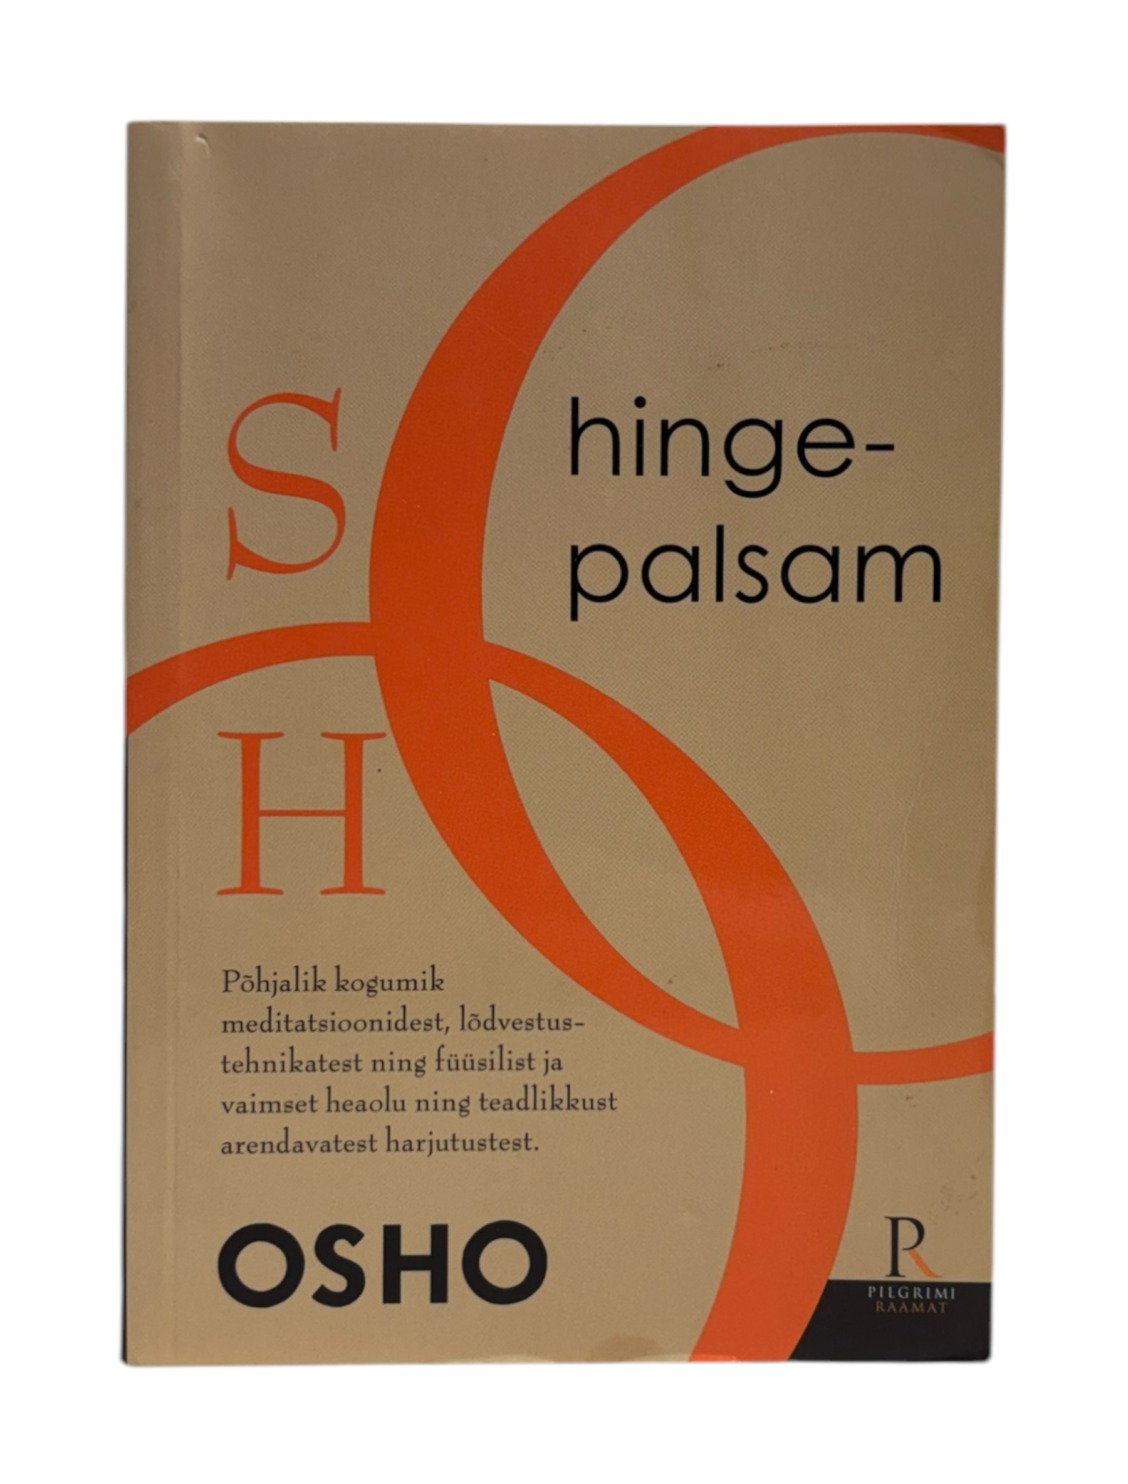 S
hinge-
palsam
H
Põhjalik kogumik
meditatsioonidest, lõdvestus-
tehnikatest ning füüsilist ja
vaimset heaolu ning teadlikkust
arendavatest harjutustest.
OSHO
PR
PILGRIMI
RAAMAT